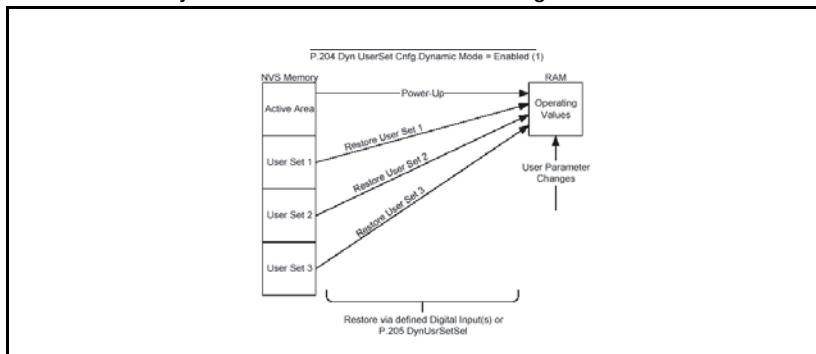 P.204 Dyn UserSet Cnfg.Dynamic Mode = Enabled (1)
NVS Memory
RAM
Active Area
Power-Up
Operating
Values
User Set 1
Restore User Set 1
User Set 2
Restore User Set 2
User Set 3
Restore User Set 3
User Parameter
Changes
Restore via defined Digital Input(s) or
P.205 DynUsrSetSel